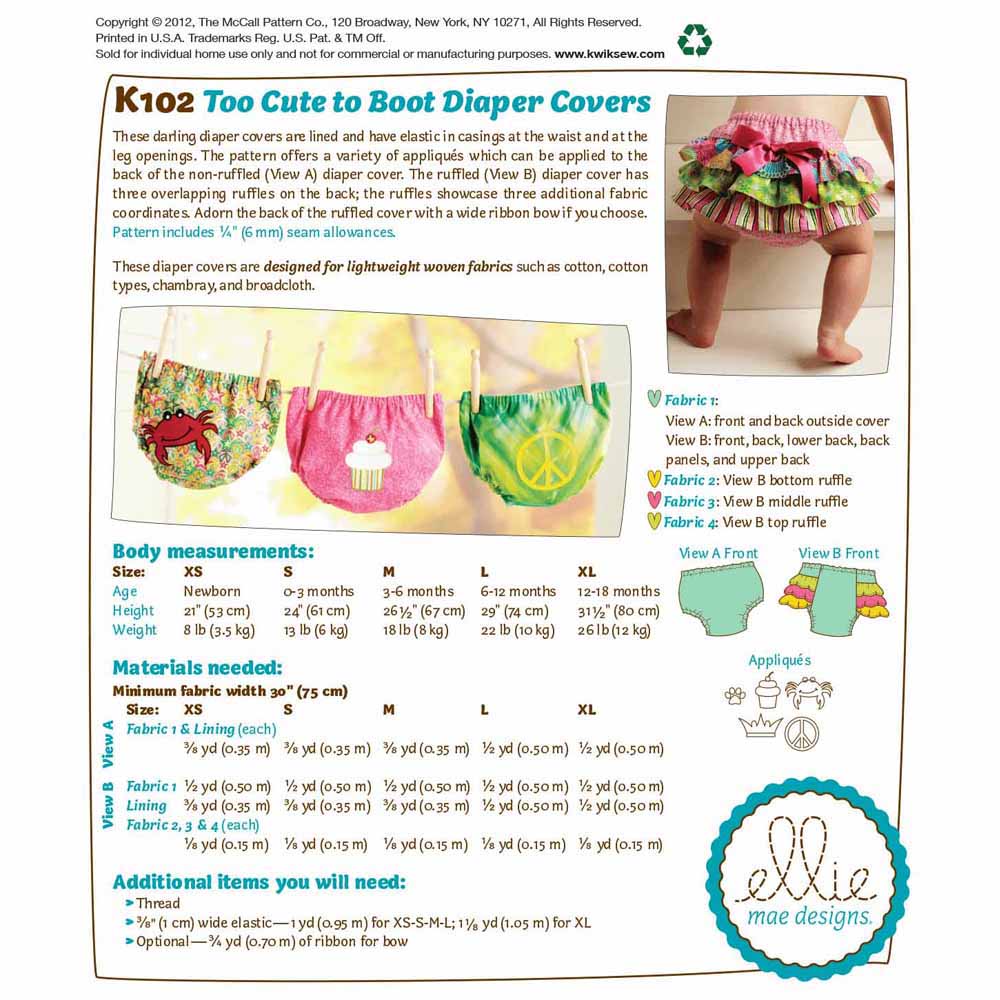 Copyright © 2012, The McCall Pattern Co., 120 Broadway, New York, NY 10271, All Rights Reserved.
Printed in U.S.A. Trademarks Reg. U.S. Pat. & TM Off.
Sold for individual home use only and not for commercial or manufacturing purposes. www.kwiksew.com
K102 Too Cute to Boot Diaper Covers
These darling diaper covers are lined and have elastic in casings at the waist and at the
leg openings. The pattern offers a variety of appliqués which can be applied to the
back of the non-ruffled (View A) diaper cover. The ruffled (View B) diaper cover has
three overlapping ruffles on the back; the ruffles showcase three additional fabric
coordinates. Adorn the back of the ruffled cover with a wide ribbon bow if you choose.
Pattern includes ¼" (6 mm) seam allowances.
These diaper covers are designed for lightweight woven fabrics such as cotton, cotton
types, chambray, and broadcloth.
Fabric 1:
View A: front and back outside cover
View B: front, back, lower back, back
panels, and upper back
Fabric 2: View B bottom ruffle
Fabric 3: View B middle ruffle
Fabric 4: View B top ruffle
View A Front View B Front
Appliqués
Body measurements:
Size: XS S M L XL
Age Newborn 0-3 months 3-6 months 6-12 months 12-18 months
Height 21" (53 cm) 24" (61 cm) 26½" (67 cm) 29" (74 cm) 31½" (80 cm)
Weight 8 lb (3.5 kg) 13 lb (6 kg) 18 lb (8 kg) 22 lb (10 kg) 26 lb (12 kg)
Materials needed:
Minimum fabric width 30" (75 cm)
Size: XS S M L XL
View A
Fabric 1 & Lining (each)
⅜ yd (0.35 m) ⅜ yd (0.35 m) ⅜ yd (0.35 m) ½ yd (0.50 m) ½ yd (0.50 m)
View B
Fabric 1 ½ yd (0.50 m) ½ yd (0.50 m) ½ yd (0.50 m) ½ yd (0.50 m) ½ yd (0.50 m)
Lining ⅜ yd (0.35 m) ⅜ yd (0.35 m) ⅜ yd (0.35 m) ½ yd (0.50 m) ½ yd (0.50 m)
Fabric 2, 3 & 4 (each)
⅛ yd (0.15 m) ⅛ yd (0.15 m) ⅛ yd (0.15 m) ⅛ yd (0.15 m) ⅛ yd (0.15 m)
Additional items you will need:
Thread
⅜" (1 cm) wide elastic—1 yd (0.95 m) for XS-S-M-L; 1⅛ yd (1.05 m) for XL
Optional—¾ yd (0.70 m) of ribbon for bow
ellie
mae designs.